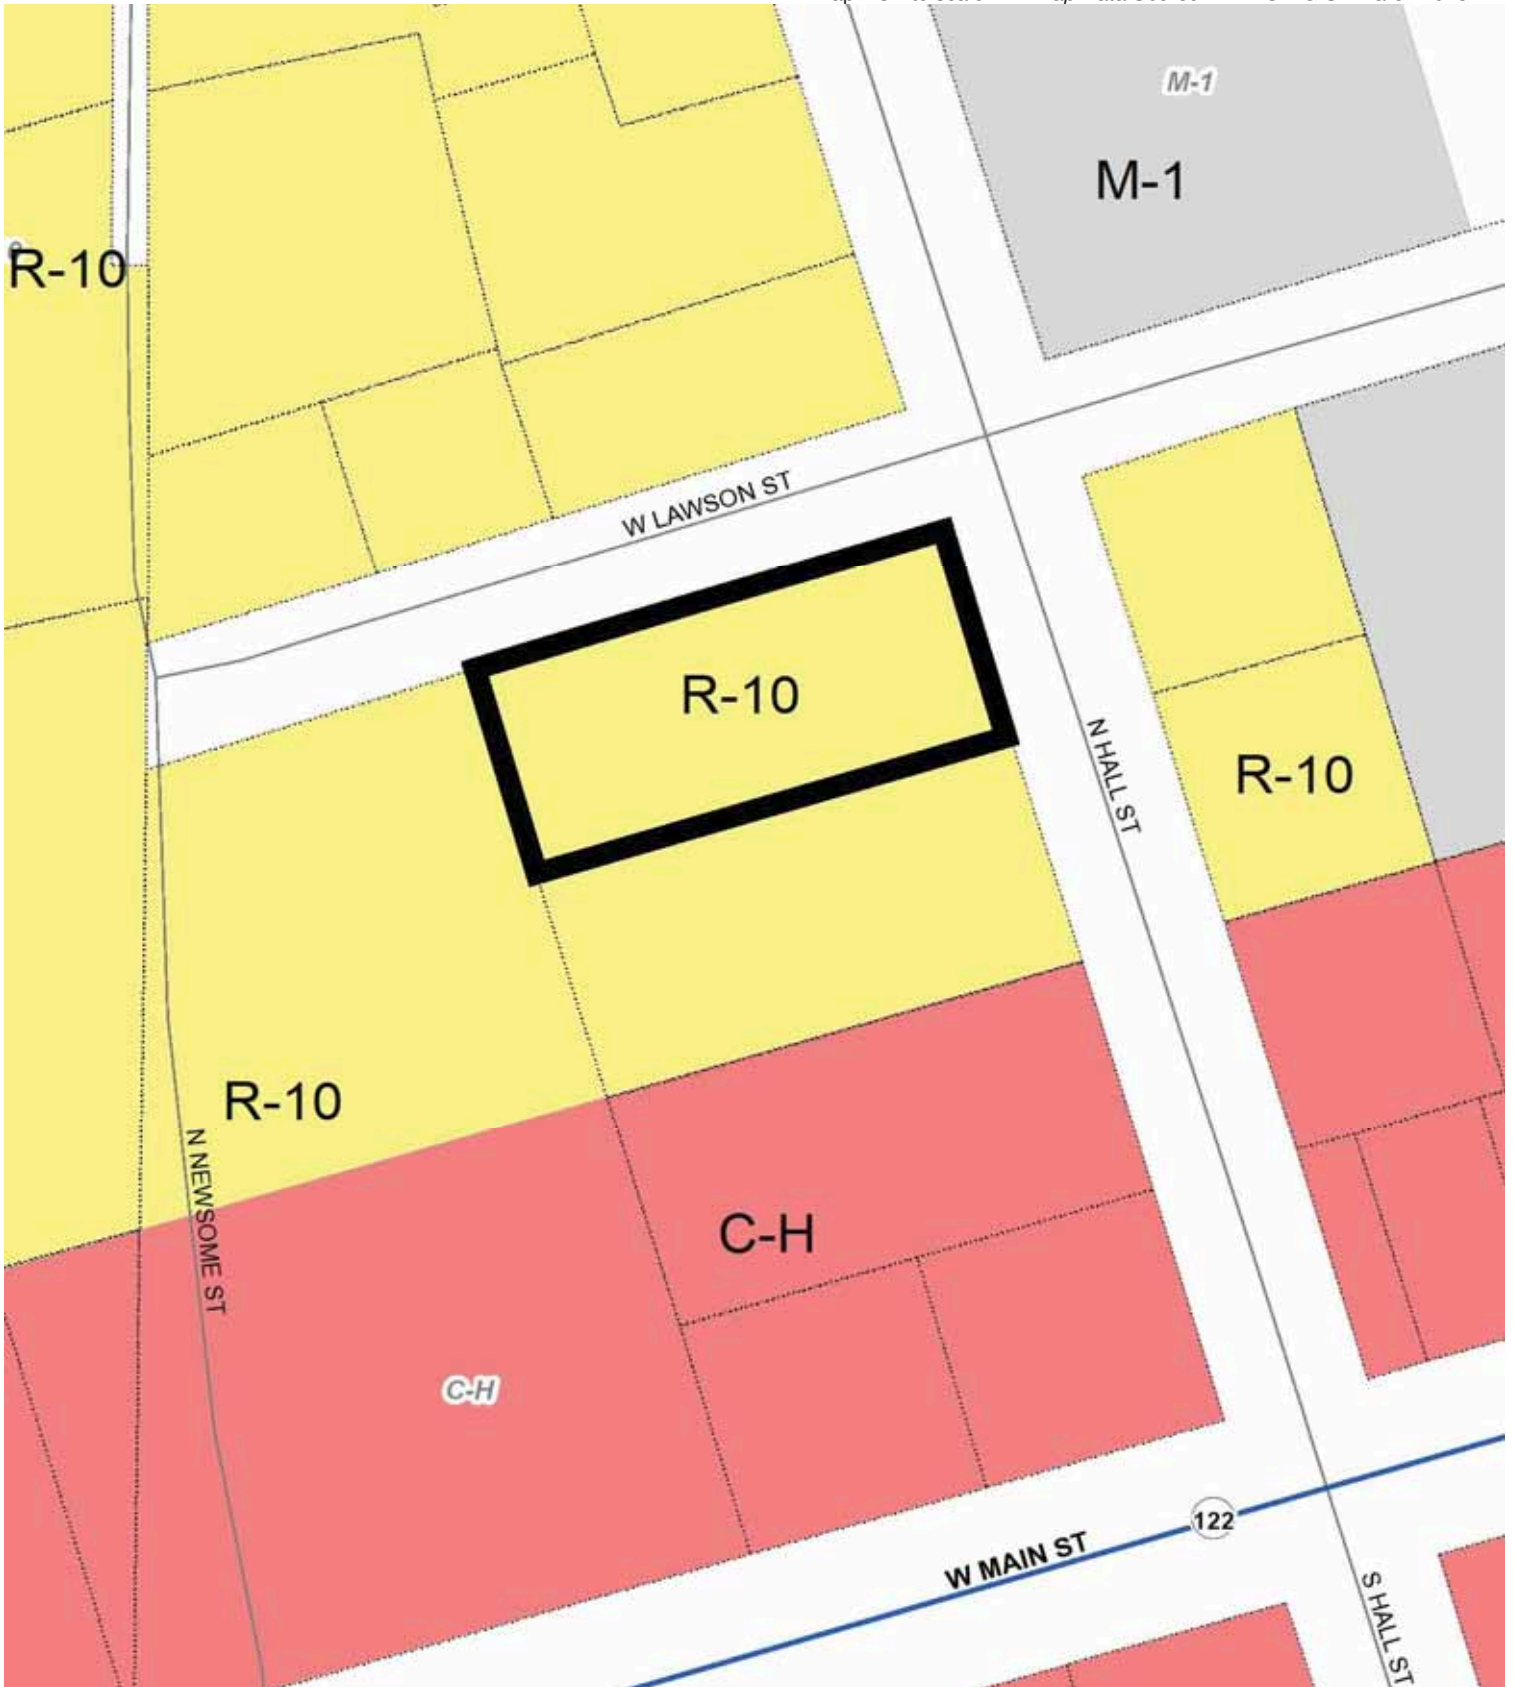 M-1
M-1
R-10
W LAWSON ST
R-10
N HALL ST
R-10
R-10
N NEWSOME ST
C-H
C-H
122
W MAIN ST
S HALL ST